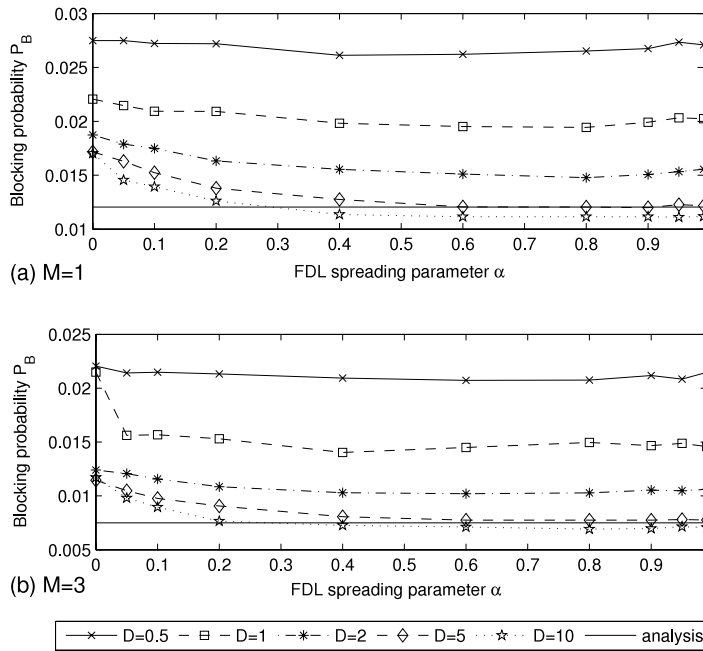 0.03
0.025
0.02
0.015
0.01
Blocking probability P_B
0 0.1 0.2 0.3 0.4 0.5 0.6 0.7 0.8 0.9
FDL spreading parameter α
(a) M=1
0.025
0.02
0.015
0.01
0.005
Blocking probability P_B
0 0.1 0.2 0.3 0.4 0.5 0.6 0.7 0.8 0.9
FDL spreading parameter α
(b) M=3
D=0.5 D=1 D=2 D=5 D=10 analysis